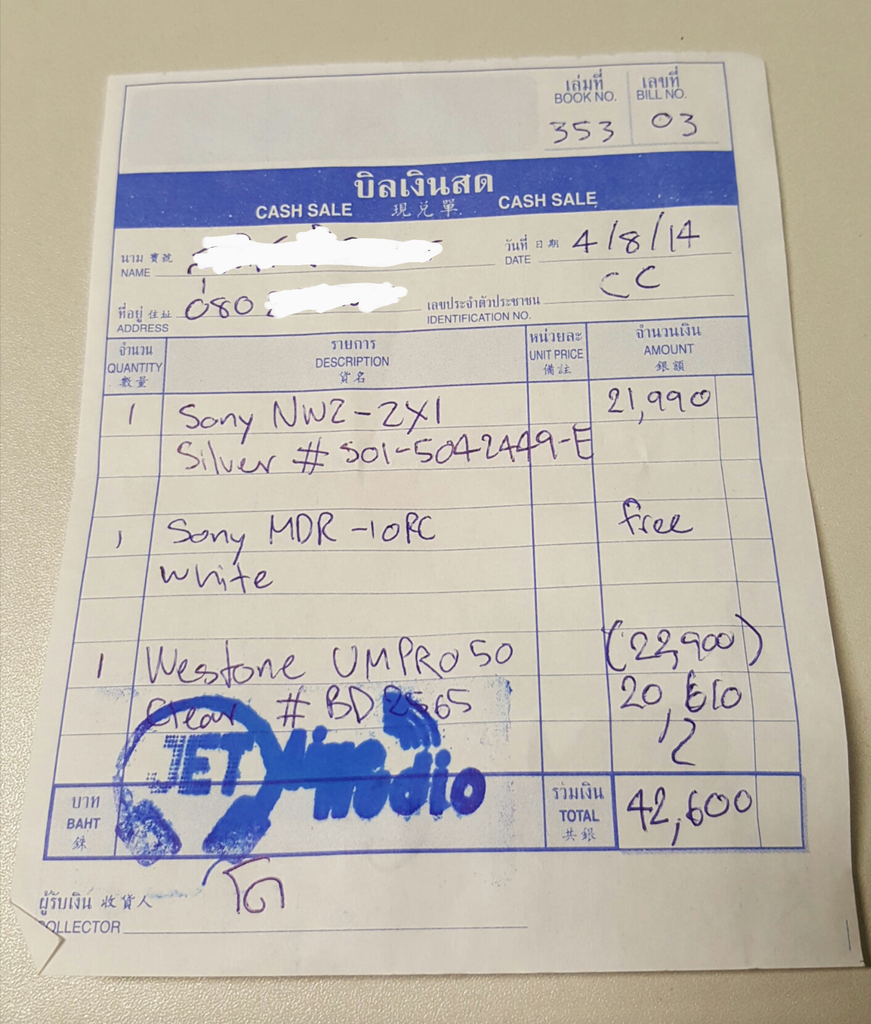 เล่มที่ เลขที่
BOOK NO. BILL NO.
353 03
บิลเงินสด
CASH SALE 現兑單 CASH SALE
นาม 寶號 วันที่ 日期 4/8/14
NAME DATE
ที่อยู่ 住址 080 เลขประจำตัวประชาชน CC
ADDRESS IDENTIFICATION NO.
จำนวน รายการ หน่วยละ จำนวนเงิน
QUANTITY DESCRIPTION UNIT PRICE AMOUNT
數量 貨名 備註 銀額
1 Sony NWZ-ZX1 21,990
Silver # S01-5042449-E
1 Sony MDR-10RC free
White
1 Westone UMPRO50 (22,900)
Clear # BD2565 20,610
JET Live Audio
บาท รวมเงิน 42,600
BAHT TOTAL
銖 共銀
ผู้รับเงิน 收貨人
COLLECTOR